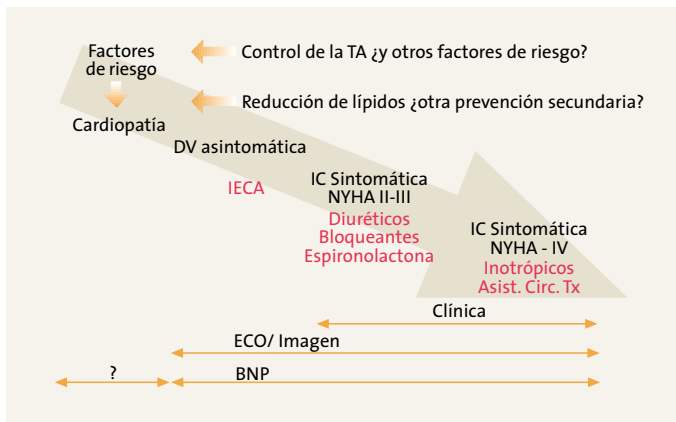 Factores
de riesgo
Control de la TA ¿y otros factores de riesgo?
Reducción de lípidos ¿otra prevención secundaria?
Cardiopatía
DV asintomática
IECA
IC Sintomática
NYHA II-III
Diuréticos
Bloqueantes
Espironolactona
IC Sintomática
NYHA - IV
Inotrópicos
Asist. Circ. Tx
Clínica
ECO/ Imagen
?
BNP